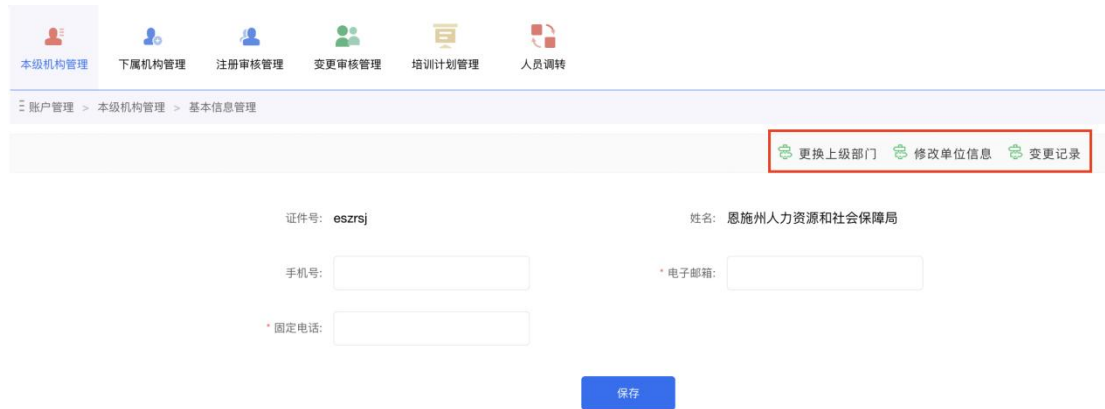 本级机构管理 下属机构管理 注册审核管理 变更审核管理 培训计划管理 人员调转
账户管理 > 本级机构管理 > 基本信息管理
更换上级部门 修改单位信息 变更记录
证件号: eszrsj 姓名: 恩施州人力资源和社会保障局
手机号: * 电子邮箱:
* 固定电话:
保存